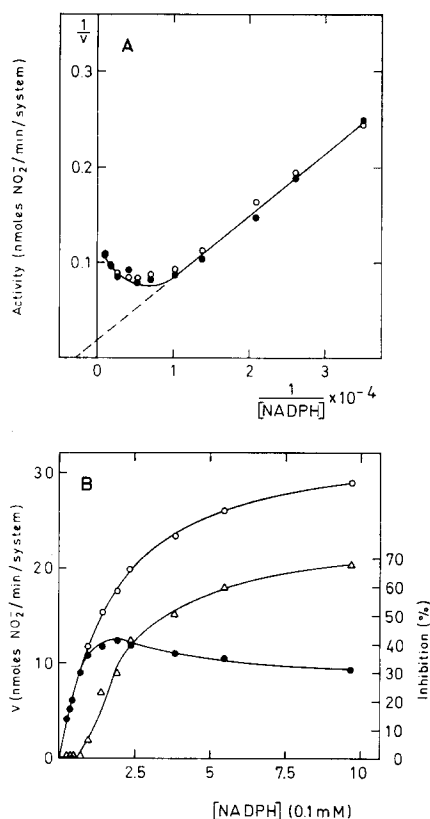 1/v
A
0.3
0.2
0.1
Activity (nmoles NO₂⁻/min/system)
0 1 2 3
1/[NADPH] ×10⁻⁴
B
30
20
10
0
V (nmoles NO₂⁻/min/system)
70
60
50
40
30
20
10
0
Inhibition (%)
2.5 5.0 7.5 10
[NADPH] (0.1mM)